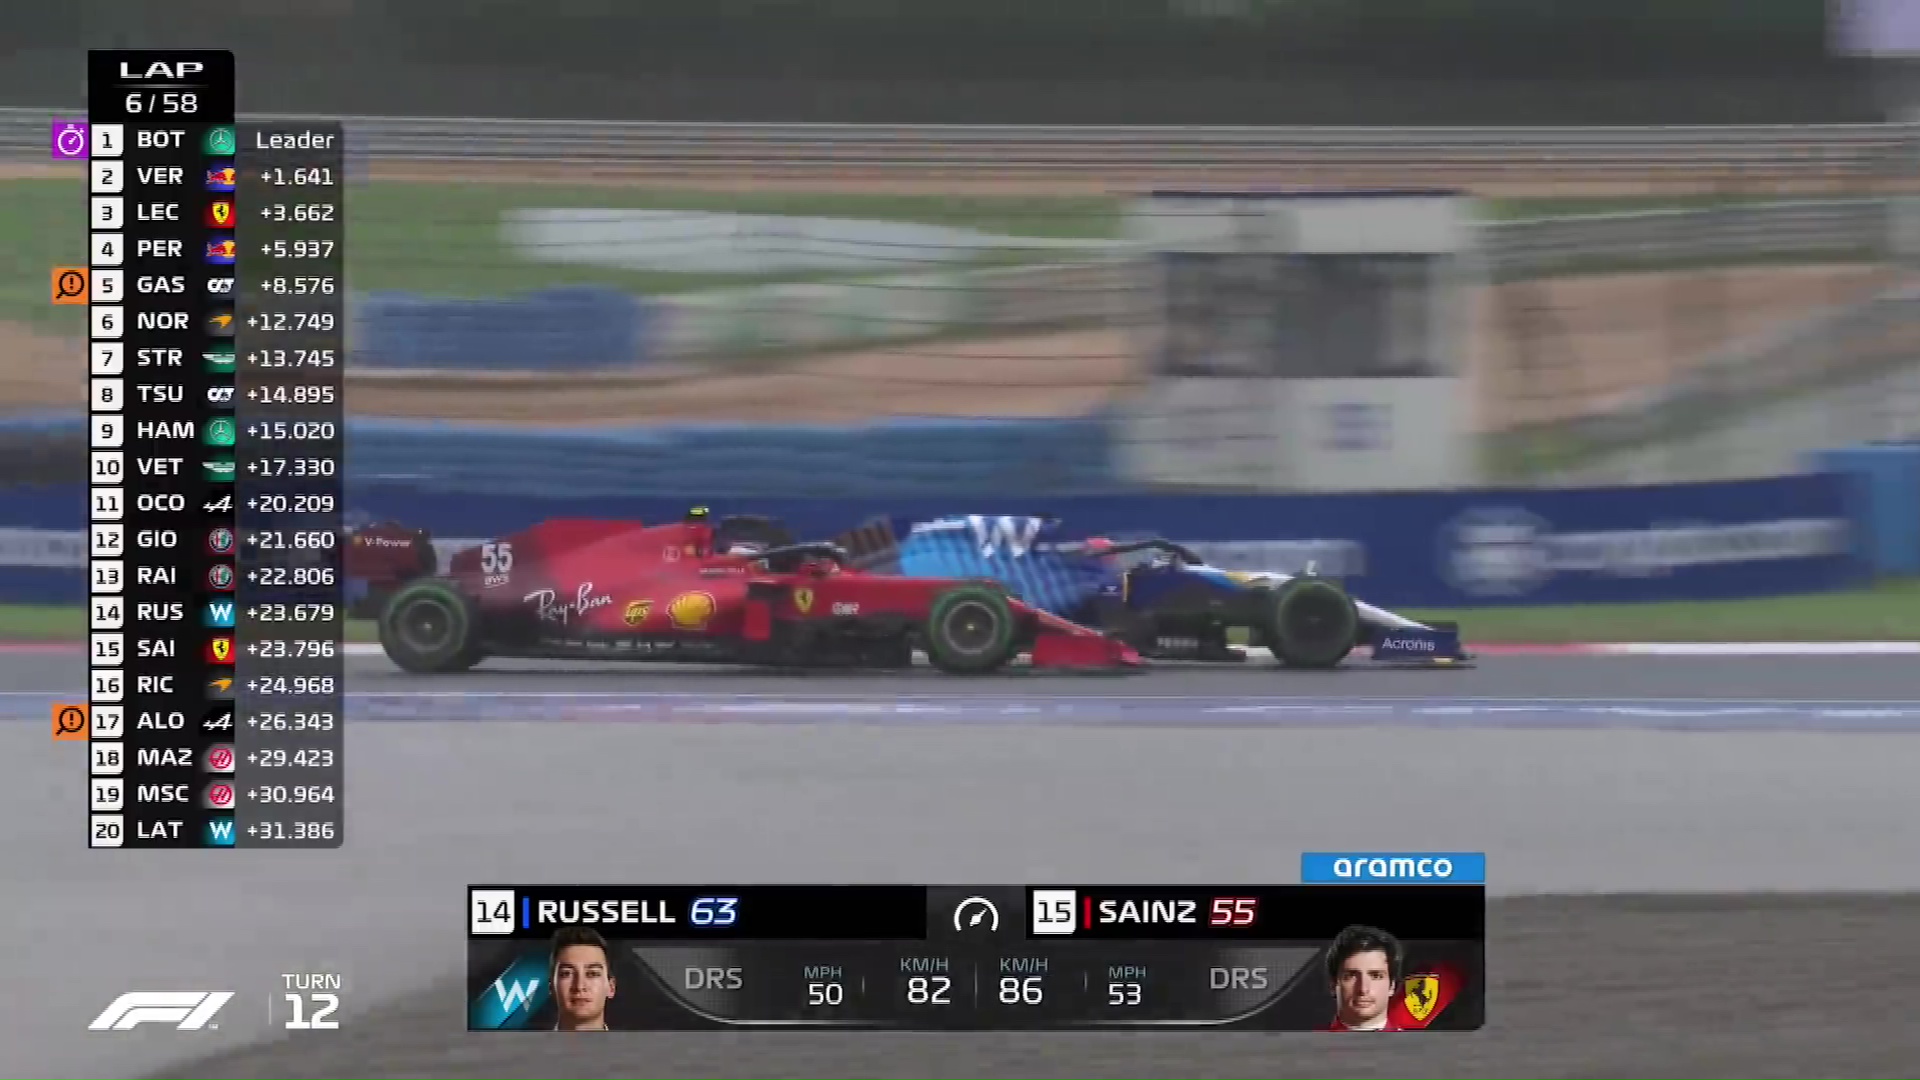 LAP
6 / 58
1 BOT Leader
2 VER +1.641
3 LEC +3.662
4 PER +5.937
5 GAS +8.576
6 NOR +12.749
7 STR +13.745
8 TSU +14.895
9 HAM +15.020
10 VET +17.330
11 OCO +20.209
12 GIO +21.660
13 RAI +22.806
14 RUS W +23.679
15 SAI +23.796
16 RIC +24.968
17 ALO +26.343
18 MAZ +29.423
19 MSC +30.964
20 LAT W +31.386
V-Power
55
Ray-Ban
ups
W
Acronis
aramco
14 RUSSELL 63
15 SAINZ 55
W
DRS
MPH
50
KM/H
82
KM/H
86
MPH
53
DRS
F1
TURN
12